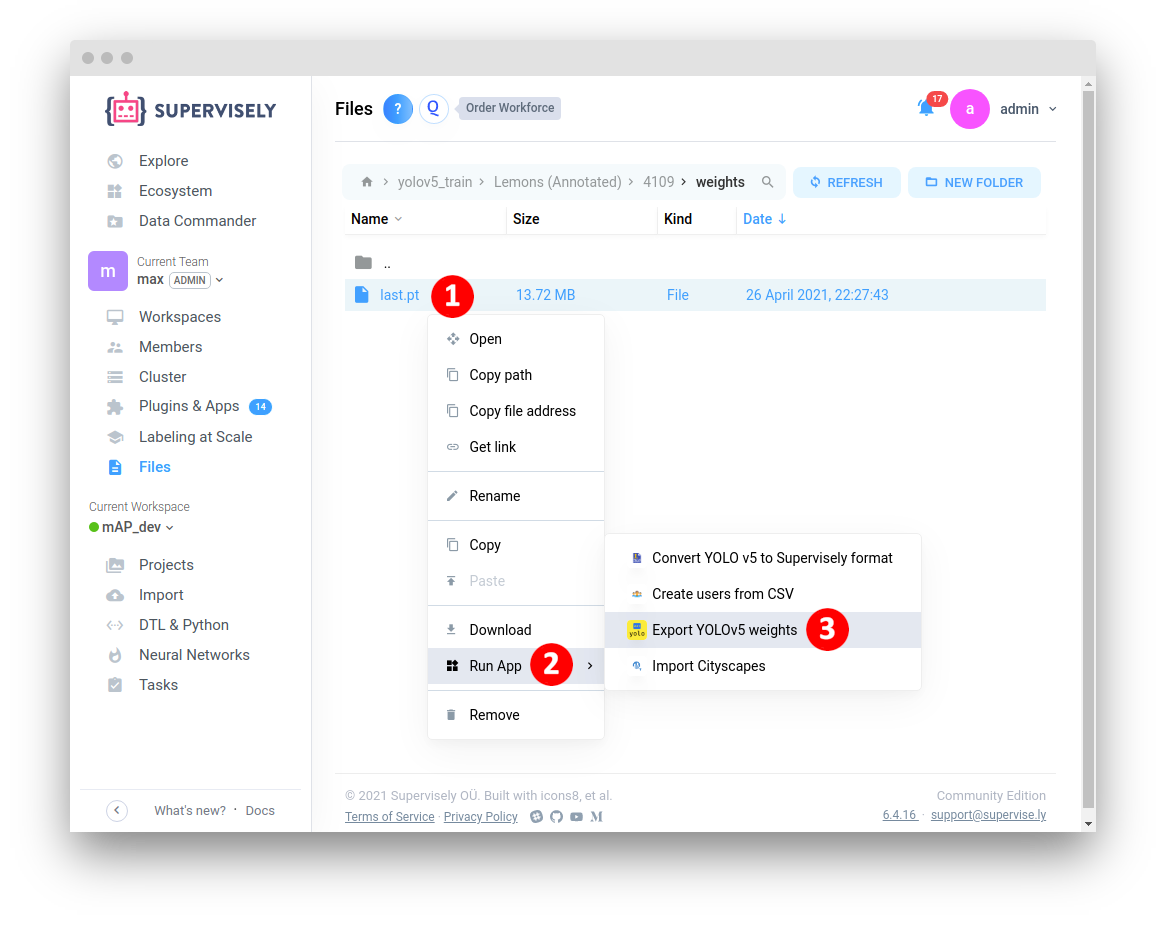 SUPERVISELY
Explore
Ecosystem
Data Commander
m
Current Team
max ADMIN
Workspaces
Members
Cluster
Plugins & Apps 14
Labeling at Scale
Files
Current Workspace
mAP_dev
Projects
Import
DTL & Python
Neural Networks
Tasks
What's new? · Docs
Files ? Q Order Workforce
17 a admin
yolov5_train Lemons (Annotated) 4109 weights
REFRESH
NEW FOLDER
Name Size Kind Date
..
last.pt 1 13.72 MB File 26 April 2021, 22:27:43
Open
Copy path
Copy file address
Get link
Rename
Copy
Paste
Download
Run App 2
Remove
Convert YOLO v5 to Supervisely format
Create users from CSV
yolo Export YOLOv5 weights 3
Import Cityscapes
© 2021 Supervisely OÜ. Built with icons8, et al.
Terms of Service · Privacy Policy
Community Edition
6.4.16 · support@supervise.ly